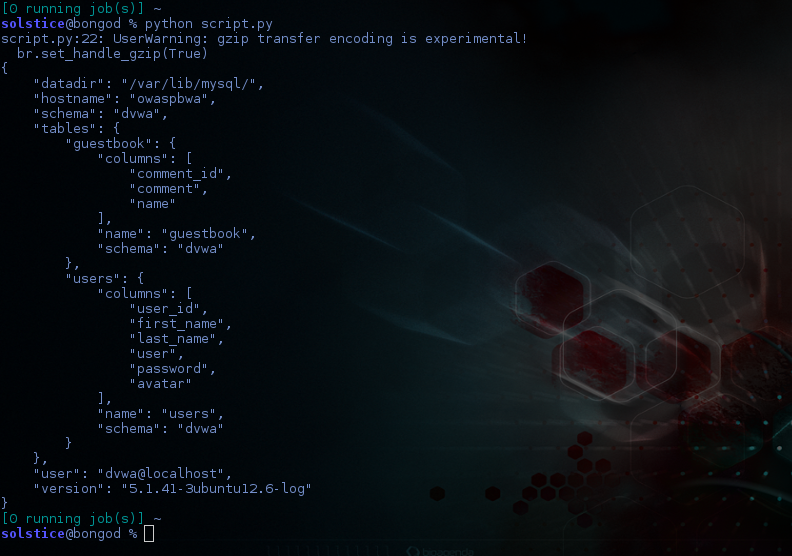 [0 running job(s)] ~
solstice@bongod % python script.py
script.py:22: UserWarning: gzip transfer encoding is experimental!
  br.set_handle_gzip(True)
{
    "datadir": "/var/lib/mysql/",
    "hostname": "owaspbwa",
    "schema": "dvwa",
    "tables": {
        "guestbook": {
            "columns": [
                "comment_id",
                "comment",
                "name"
            ],
            "name": "guestbook",
            "schema": "dvwa"
        },
        "users": {
            "columns": [
                "user_id",
                "first_name",
                "last_name",
                "user",
                "password",
                "avatar"
            ],
            "name": "users",
            "schema": "dvwa"
        }
    },
    "user": "dvwa@localhost",
    "version": "5.1.41-3ubuntu12.6-log"
}
[0 running job(s)] ~
solstice@bongod %